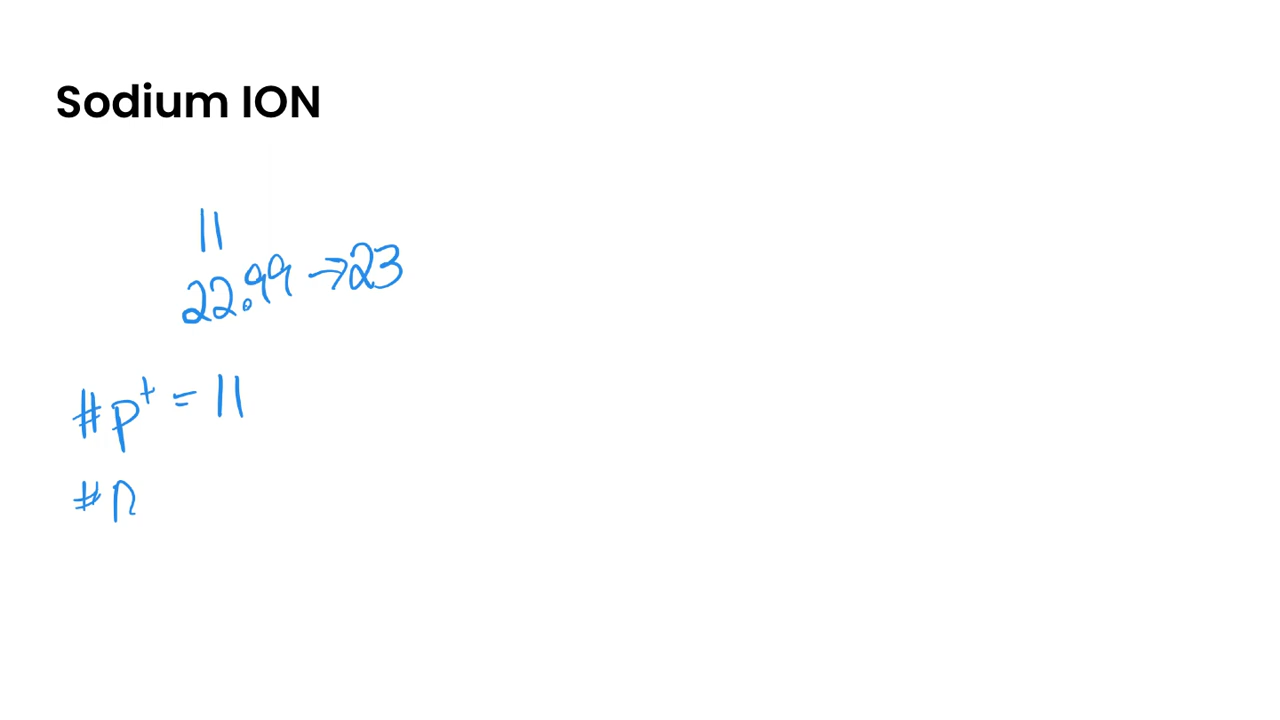 Sodium ION
11
22.99 → 23
#p⁺ = 11
#n